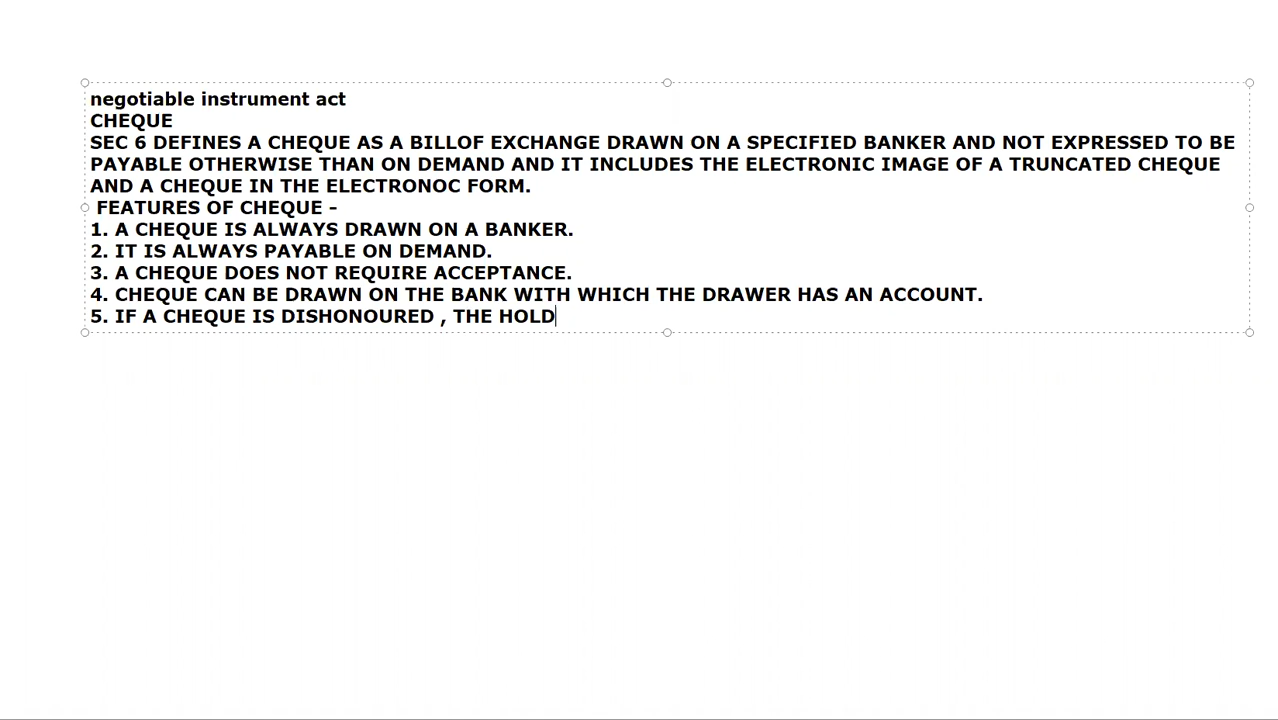 negotiable instrument act
CHEQUE
SEC 6 DEFINES A CHEQUE AS A BILLOF EXCHANGE DRAWN ON A SPECIFIED BANKER AND NOT EXPRESSED TO BE
PAYABLE OTHERWISE THAN ON DEMAND AND IT INCLUDES THE ELECTRONIC IMAGE OF A TRUNCATED CHEQUE
AND A CHEQUE IN THE ELECTRONOC FORM.
FEATURES OF CHEQUE -
1. A CHEQUE IS ALWAYS DRAWN ON A BANKER.
2. IT IS ALWAYS PAYABLE ON DEMAND.
3. A CHEQUE DOES NOT REQUIRE ACCEPTANCE.
4. CHEQUE CAN BE DRAWN ON THE BANK WITH WHICH THE DRAWER HAS AN ACCOUNT.
5. IF A CHEQUE IS DISHONOURED , THE HOLD